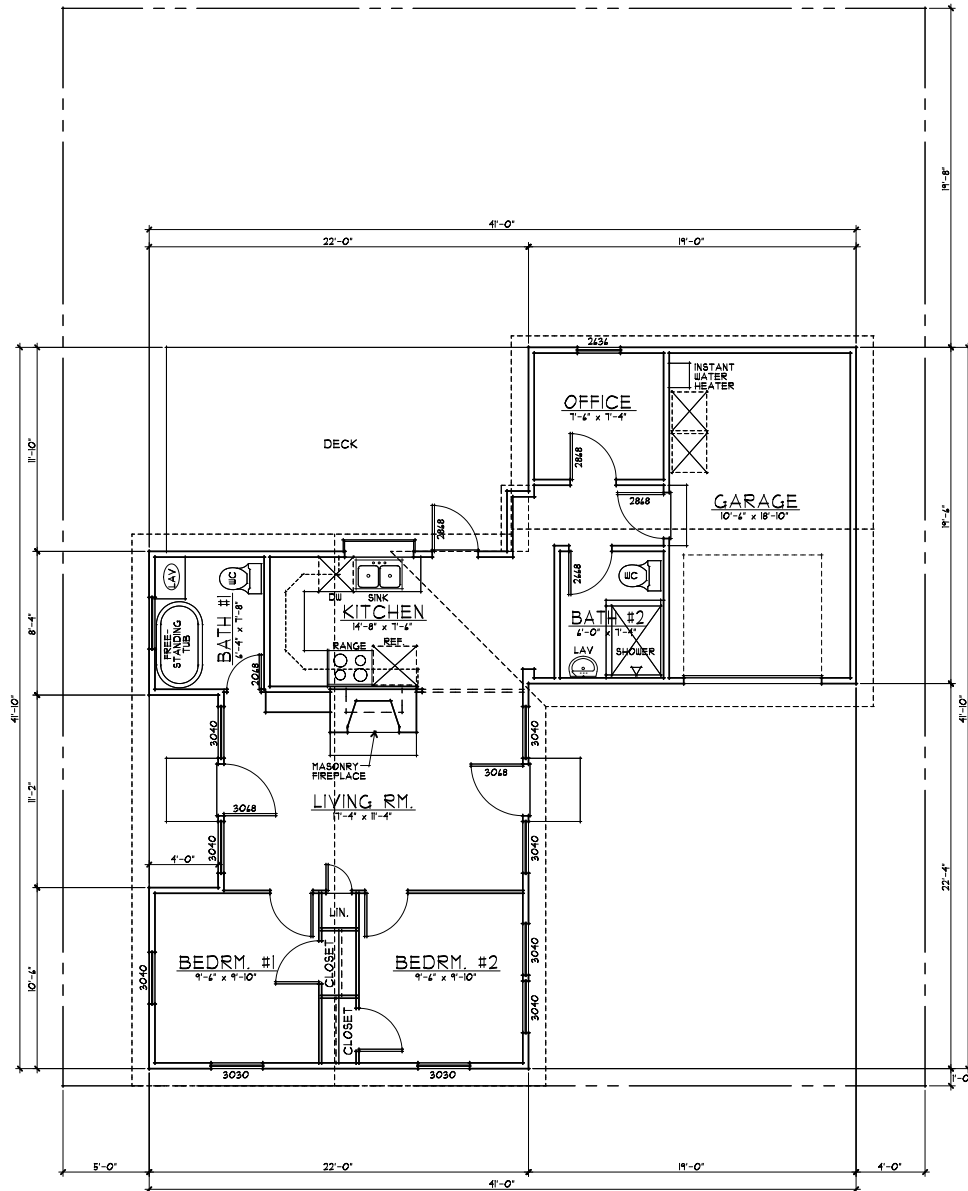 19'-8"
41'-0"
22'-0"
19'-0"
2636
INSTANT
WATER
HEATER
OFFICE
7'-6" x 7'-4"
DECK
11'-10"
2868
2868
GARAGE
10'-6" x 18'-10"
19'-6"
2868
LAV
WC
DW
SINK
KITCHEN
14'-8" x 7'-6"
RANGE
REF.
BATH #1
6'-4" x 7'-8"
FREE-
STANDING
TUB
2068
8'-4"
2668
WC
BATH #2
6'-0" x 7'-4"
LAV
SHOWER
41'-10"
41'-10"
3040
3040
MASONRY
FIREPLACE
3068
3068
11'-2"
LIVING RM.
17'-4" x 11'-4"
3040
3040
4'-0"
22'-4"
LIN.
BEDRM. #1
9'-6" x 9'-10"
CLOSET
BEDRM. #2
9'-6" x 9'-10"
3040
3040
3040
10'-6"
CLOSET
3030
3030
1'-0"
5'-0"
22'-0"
19'-0"
4'-0"
41'-0"